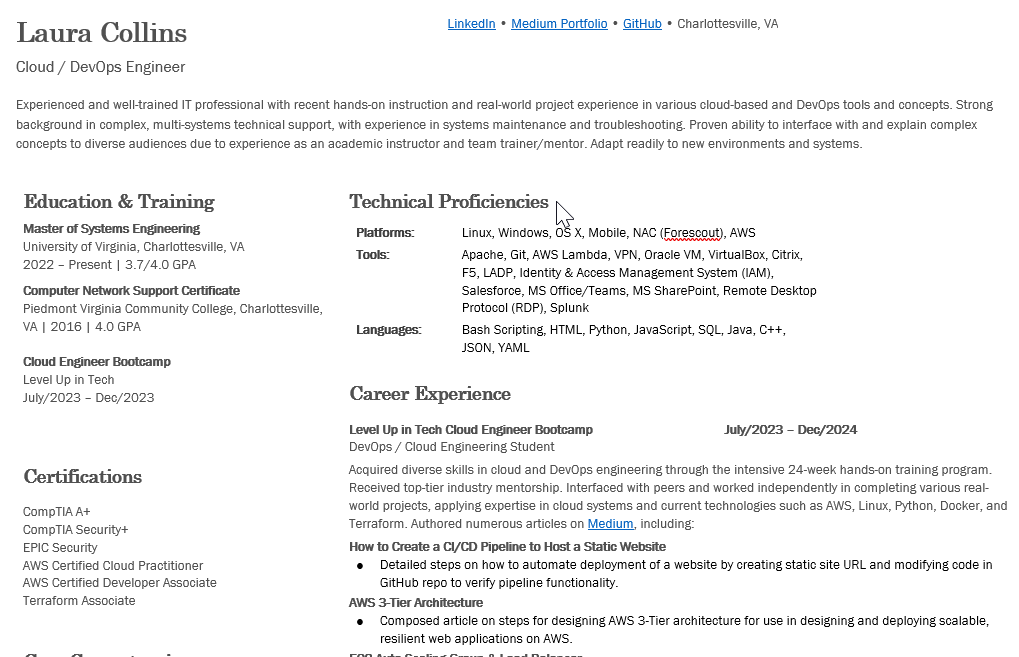 Laura Collins
LinkedIn • Medium Portfolio • GitHub • Charlottesville, VA
Cloud / DevOps Engineer
Experienced and well-trained IT professional with recent hands-on instruction and real-world project experience in various cloud-based and DevOps tools and concepts. Strong
background in complex, multi-systems technical support, with experience in systems maintenance and troubleshooting. Proven ability to interface with and explain complex
concepts to diverse audiences due to experience as an academic instructor and team trainer/mentor. Adapt readily to new environments and systems.
Education & Training
Master of Systems Engineering
University of Virginia, Charlottesville, VA
2022 – Present | 3.7/4.0 GPA
Computer Network Support Certificate
Piedmont Virginia Community College, Charlottesville,
VA | 2016 | 4.0 GPA
Cloud Engineer Bootcamp
Level Up in Tech
July/2023 – Dec/2023
Certifications
CompTIA A+
CompTIA Security+
EPIC Security
AWS Certified Cloud Practitioner
AWS Certified Developer Associate
Terraform Associate
Technical Proficiencies
Platforms: Linux, Windows, OS X, Mobile, NAC (Forescout), AWS
Tools: Apache, Git, AWS Lambda, VPN, Oracle VM, VirtualBox, Citrix,
F5, LADP, Identity & Access Management System (IAM),
Salesforce, MS Office/Teams, MS SharePoint, Remote Desktop
Protocol (RDP), Splunk
Languages: Bash Scripting, HTML, Python, JavaScript, SQL, Java, C++,
JSON, YAML
Career Experience
Level Up in Tech Cloud Engineer Bootcamp July/2023 – Dec/2024
DevOps / Cloud Engineering Student
Acquired diverse skills in cloud and DevOps engineering through the intensive 24-week hands-on training program.
Received top-tier industry mentorship. Interfaced with peers and worked independently in completing various real-
world projects, applying expertise in cloud systems and current technologies such as AWS, Linux, Python, Docker, and
Terraform. Authored numerous articles on Medium, including:
How to Create a CI/CD Pipeline to Host a Static Website
● Detailed steps on how to automate deployment of a website by creating static site URL and modifying code in
GitHub repo to verify pipeline functionality.
AWS 3-Tier Architecture
● Composed article on steps for designing AWS 3-Tier architecture for use in designing and deploying scalable,
resilient web applications on AWS.